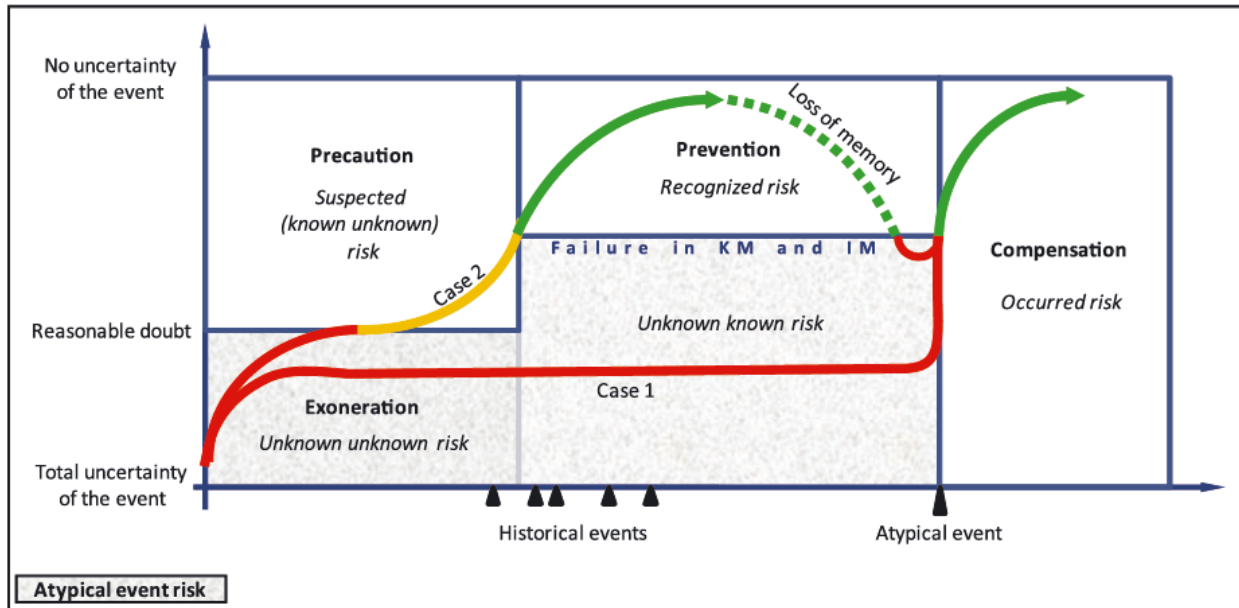 No uncertainty
of the event
Precaution
Suspected
(known unknown)
risk
Case 2
Prevention
Recognized risk
Loss of memory
Failure in KM and IM
Unknown known risk
Compensation
Occurred risk
Reasonable doubt
Case 1
Exoneration
Unknown unknown risk
Total uncertainty
of the event
Historical events
Atypical event
Atypical event risk